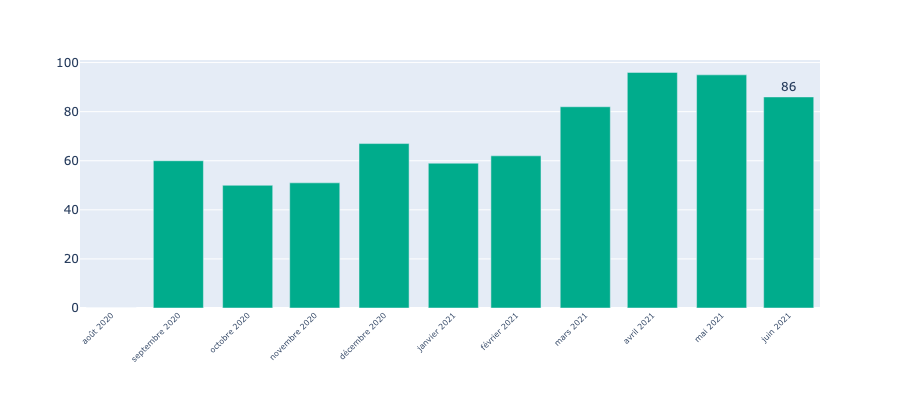 100
80
60
40
20
0
86
août 2020
septembre 2020
octobre 2020
novembre 2020
décembre 2020
janvier 2021
février 2021
mars 2021
avril 2021
mai 2021
juin 2021